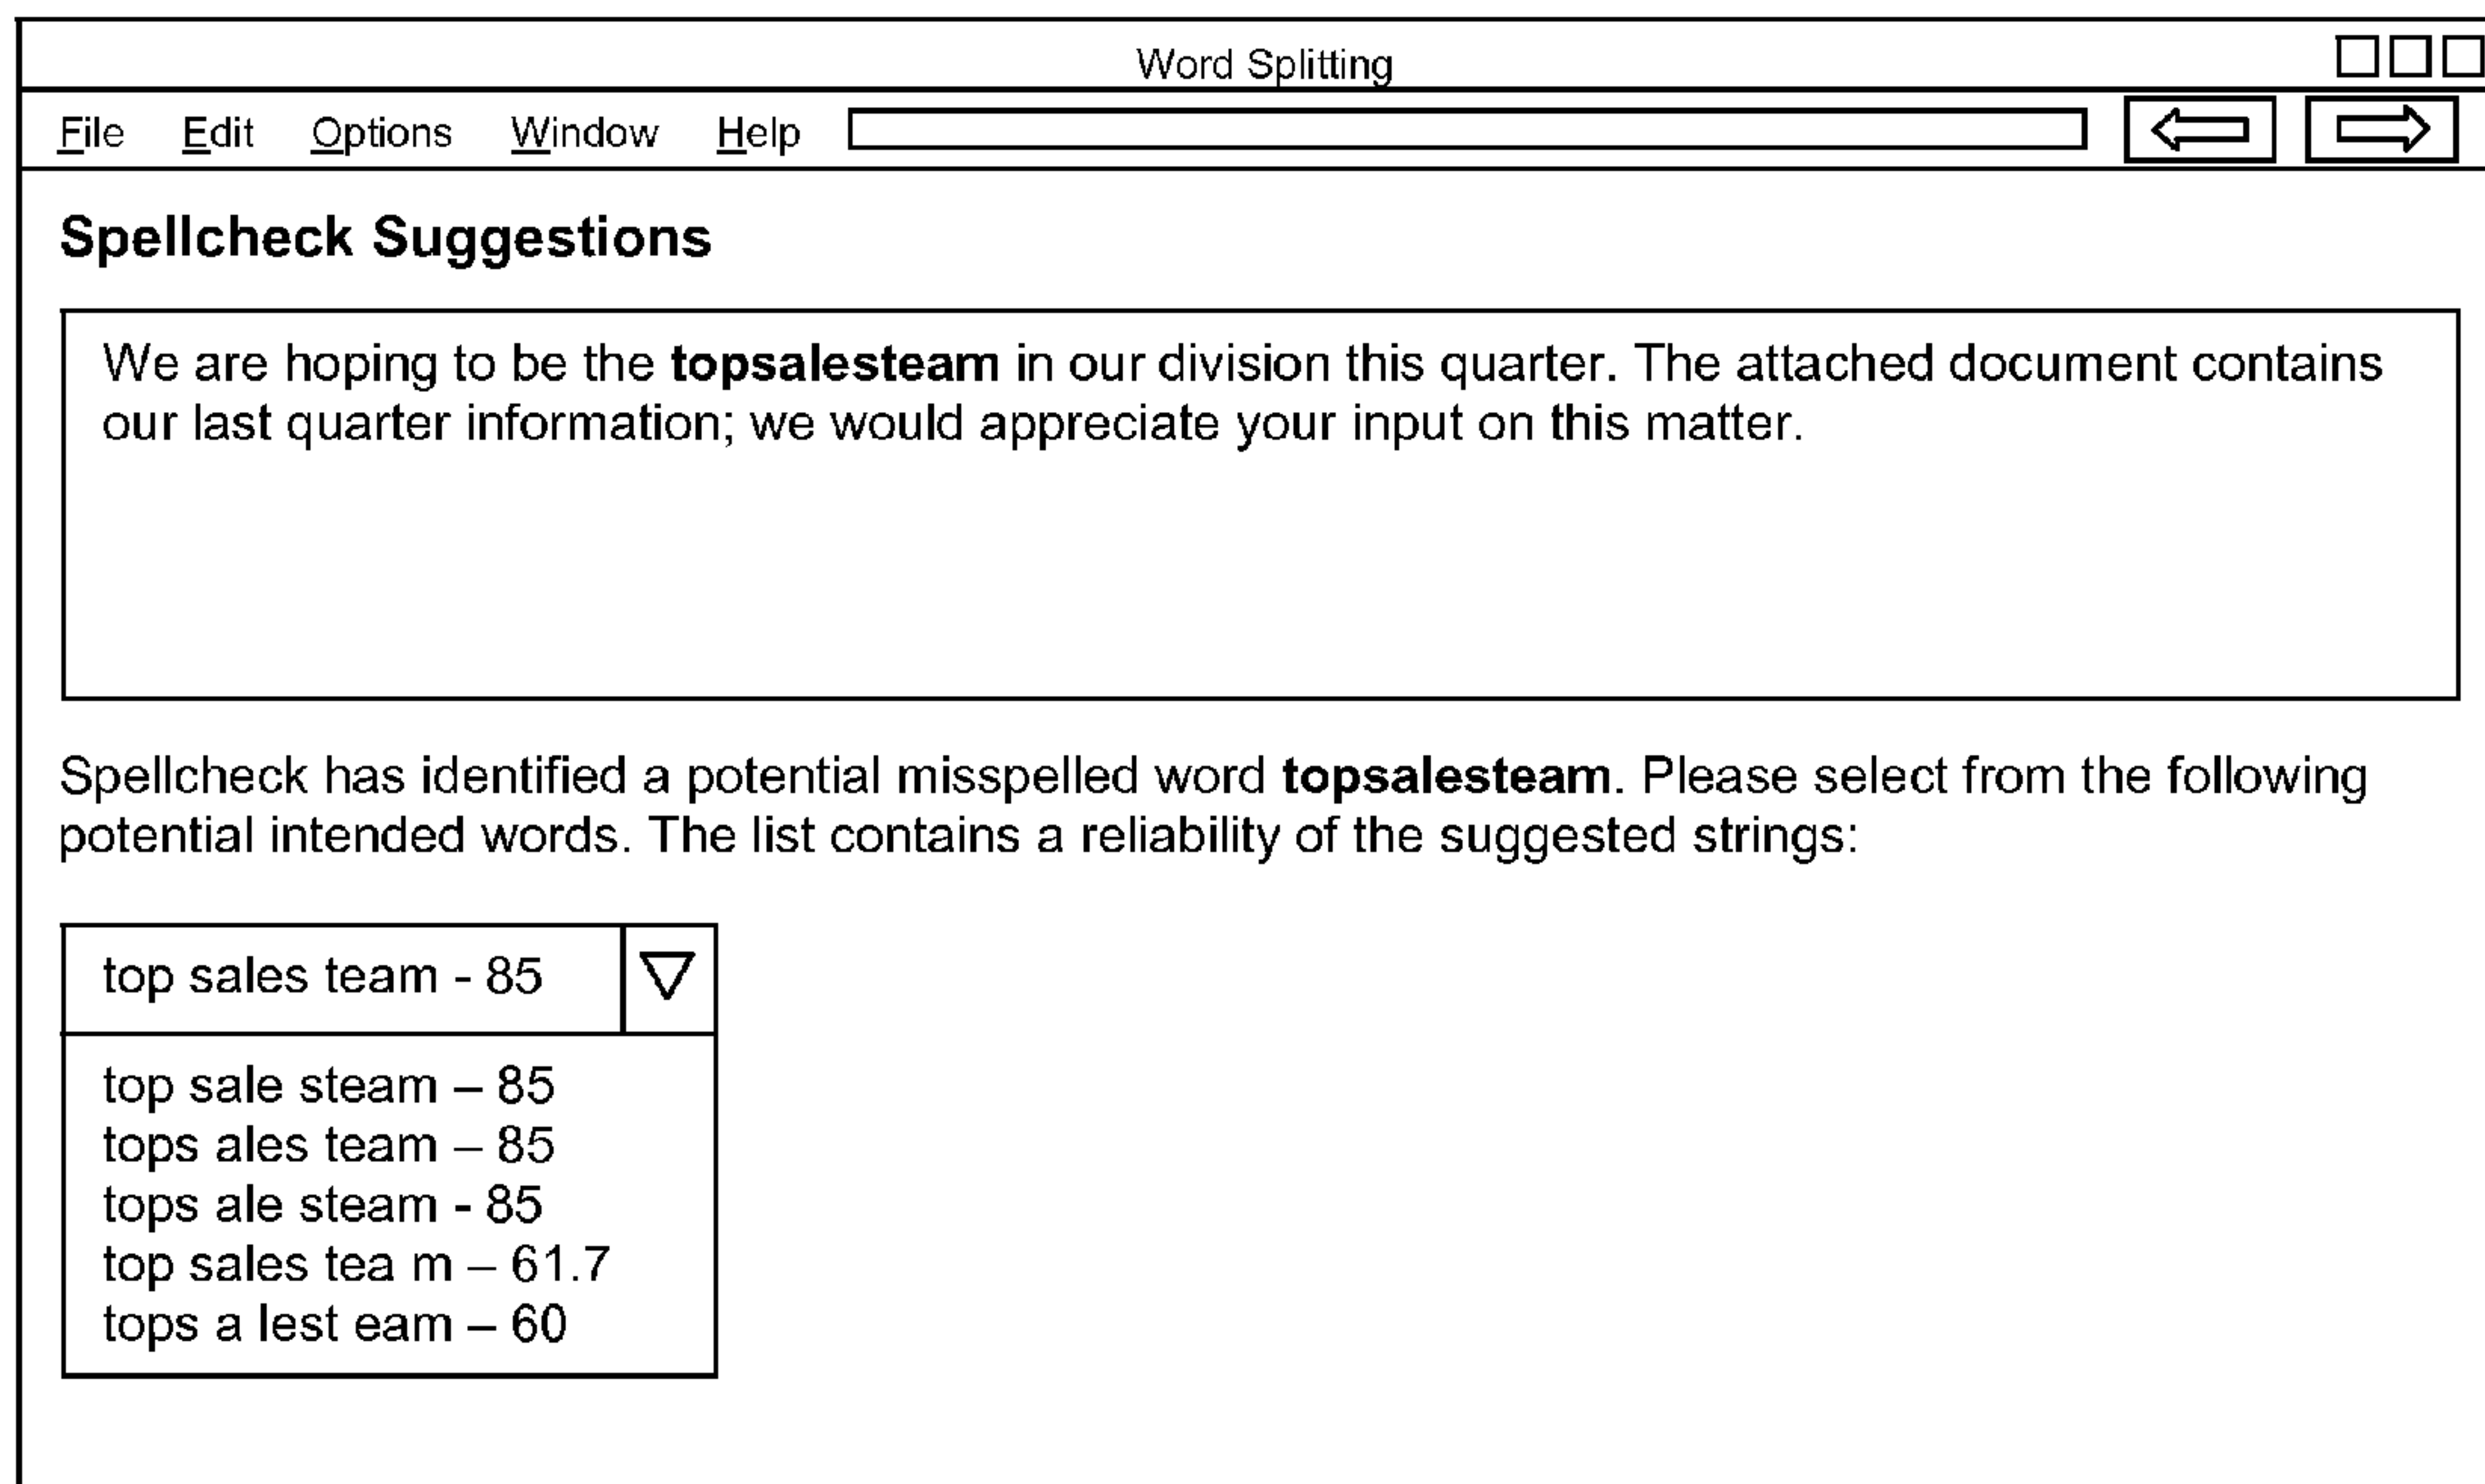 Word Splitting
File Edit Options Window Help
Spellcheck Suggestions
We are hoping to be the topsalesteam in our division this quarter. The attached document contains
our last quarter information; we would appreciate your input on this matter.
Spellcheck has identified a potential misspelled word topsalesteam. Please select from the following
potential intended words. The list contains a reliability of the suggested strings:
top sales team - 85
top sale steam – 85
tops ales team – 85
tops ale steam - 85
top sales tea m – 61.7
tops a lest eam – 60